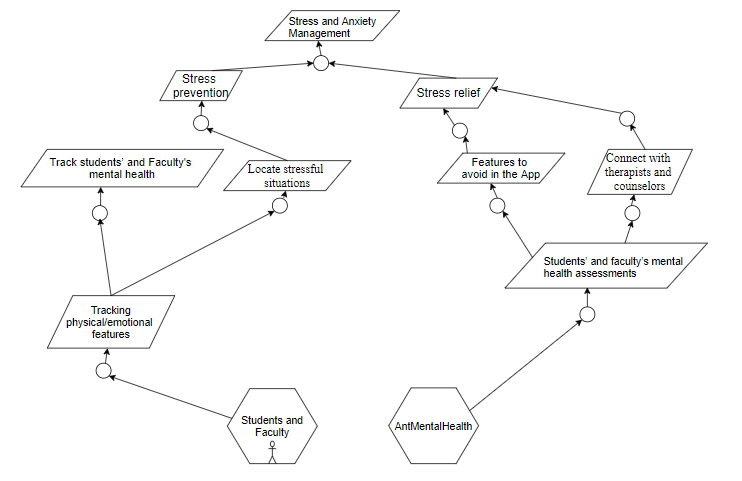 Stress and Anxiety
Management
Stress
prevention
Stress relief
Track students' and Faculty's
mental health
Locate stressful
situations
Features to
avoid in the App
Connect with
therapists and
counselors
Students' and faculty's mental
health assessments
Tracking
physical/emotional
features
Students and
Faculty
AntMentalHealth